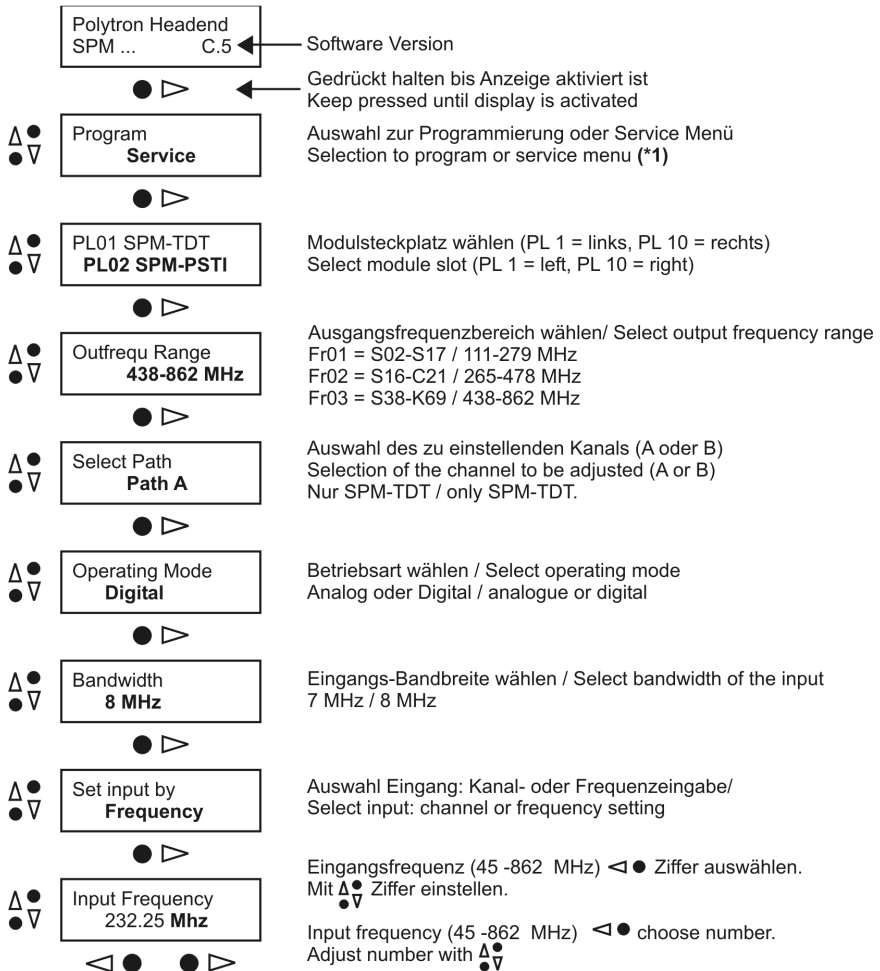 Polytron Headend
SPM ... C.5
Software Version
Gedrückt halten bis Anzeige aktiviert ist
Keep pressed until display is activated
Program
Service
Auswahl zur Programmierung oder Service Menü
Selection to program or service menu (*1)
PL01 SPM-TDT
PL02 SPM-PSTI
Modulsteckplatz wählen (PL 1 = links, PL 10 = rechts)
Select module slot (PL 1 = left, PL 10 = right)
Outfrequ Range
438-862 MHz
Ausgangsfrequenzbereich wählen/ Select output frequency range
Fr01 = S02-S17 / 111-279 MHz
Fr02 = S16-C21 / 265-478 MHz
Fr03 = S38-K69 / 438-862 MHz
Select Path
Path A
Auswahl des zu einstellenden Kanals (A oder B)
Selection of the channel to be adjusted (A or B)
Nur SPM-TDT / only SPM-TDT.
Operating Mode
Digital
Betriebsart wählen / Select operating mode
Analog oder Digital / analogue or digital
Bandwidth
8 MHz
Eingangs-Bandbreite wählen / Select bandwidth of the input
7 MHz / 8 MHz
Set input by
Frequency
Auswahl Eingang: Kanal- oder Frequenzeingabe/
Select input: channel or frequency setting
Input Frequency
232.25 Mhz
Eingangsfrequenz (45 -862 MHz) Ziffer auswählen.
Mit Ziffer einstellen.
Input frequency (45 -862 MHz) choose number.
Adjust number with